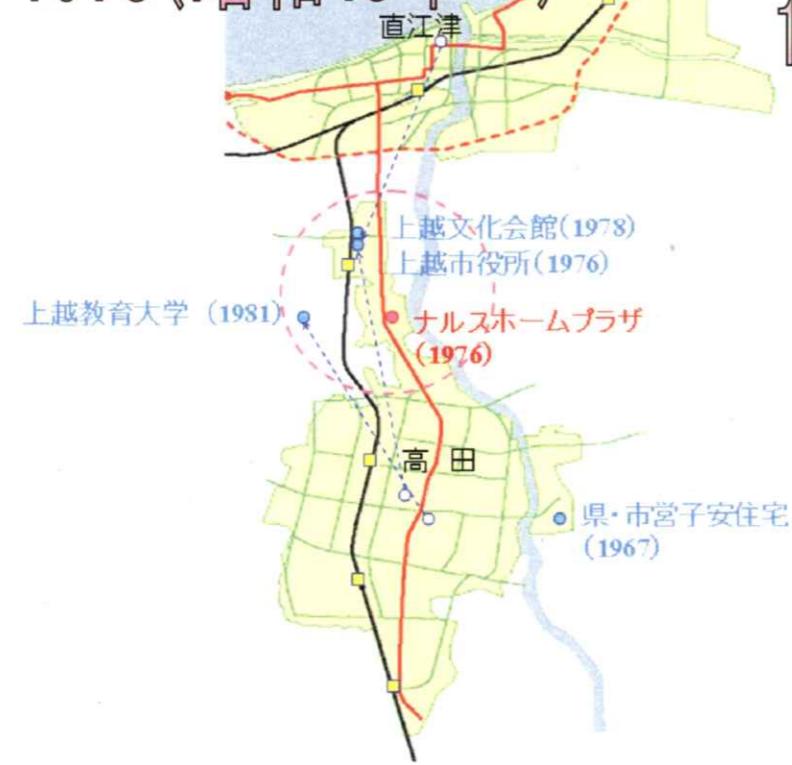 直江津
上越文化会館(1978)
上越市役所(1976)
上越教育大学 (1981)
ナルスホームプラザ
(1976)
高 田
県・市営子安住宅
(1967)